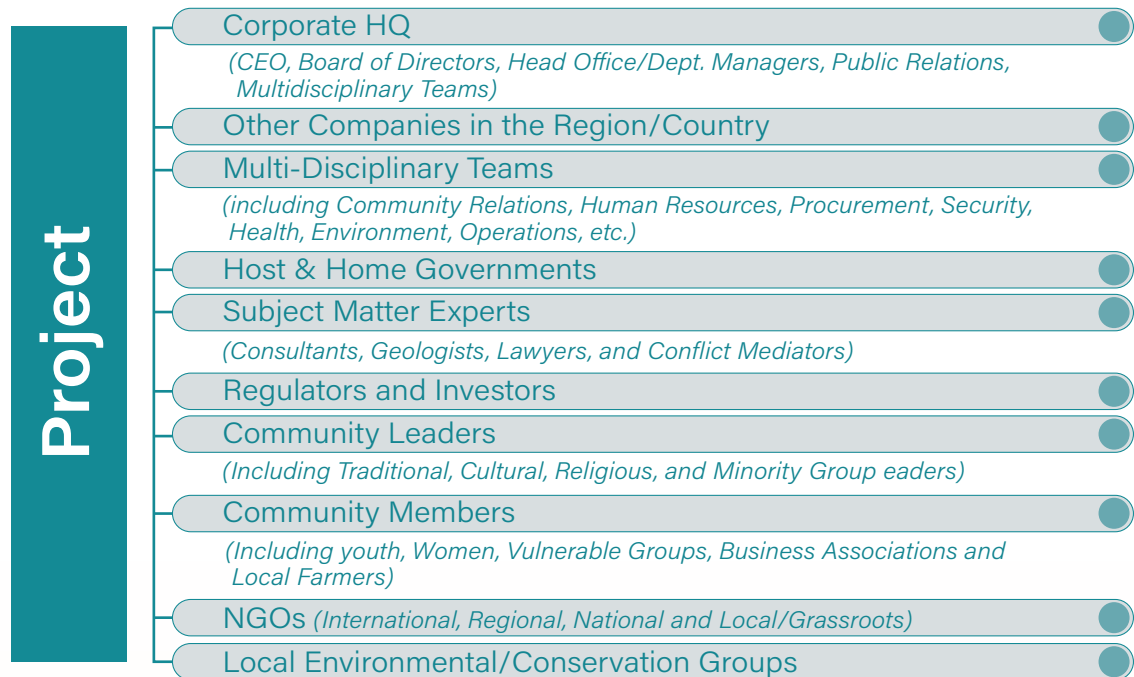 Project
Corporate HQ
(CEO, Board of Directors, Head Office/Dept. Managers, Public Relations,
Multidisciplinary Teams)
Other Companies in the Region/Country
Multi-Disciplinary Teams
(including Community Relations, Human Resources, Procurement, Security,
Health, Environment, Operations, etc.)
Host & Home Governments
Subject Matter Experts
(Consultants, Geologists, Lawyers, and Conflict Mediators)
Regulators and Investors
Community Leaders
(Including Traditional, Cultural, Religious, and Minority Group eaders)
Community Members
(Including youth, Women, Vulnerable Groups, Business Associations and
Local Farmers)
NGOs (International, Regional, National and Local/Grassroots)
Local Environmental/Conservation Groups